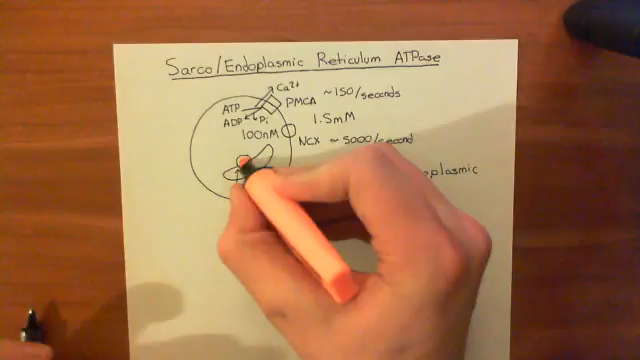 Sarco/Endoplasmic Reticulum ATPase
Ca2+
ATP
PMCA ~150/seconds
ADP Pi
1.5mM
100nM
NCX ~5000/second
plasmic